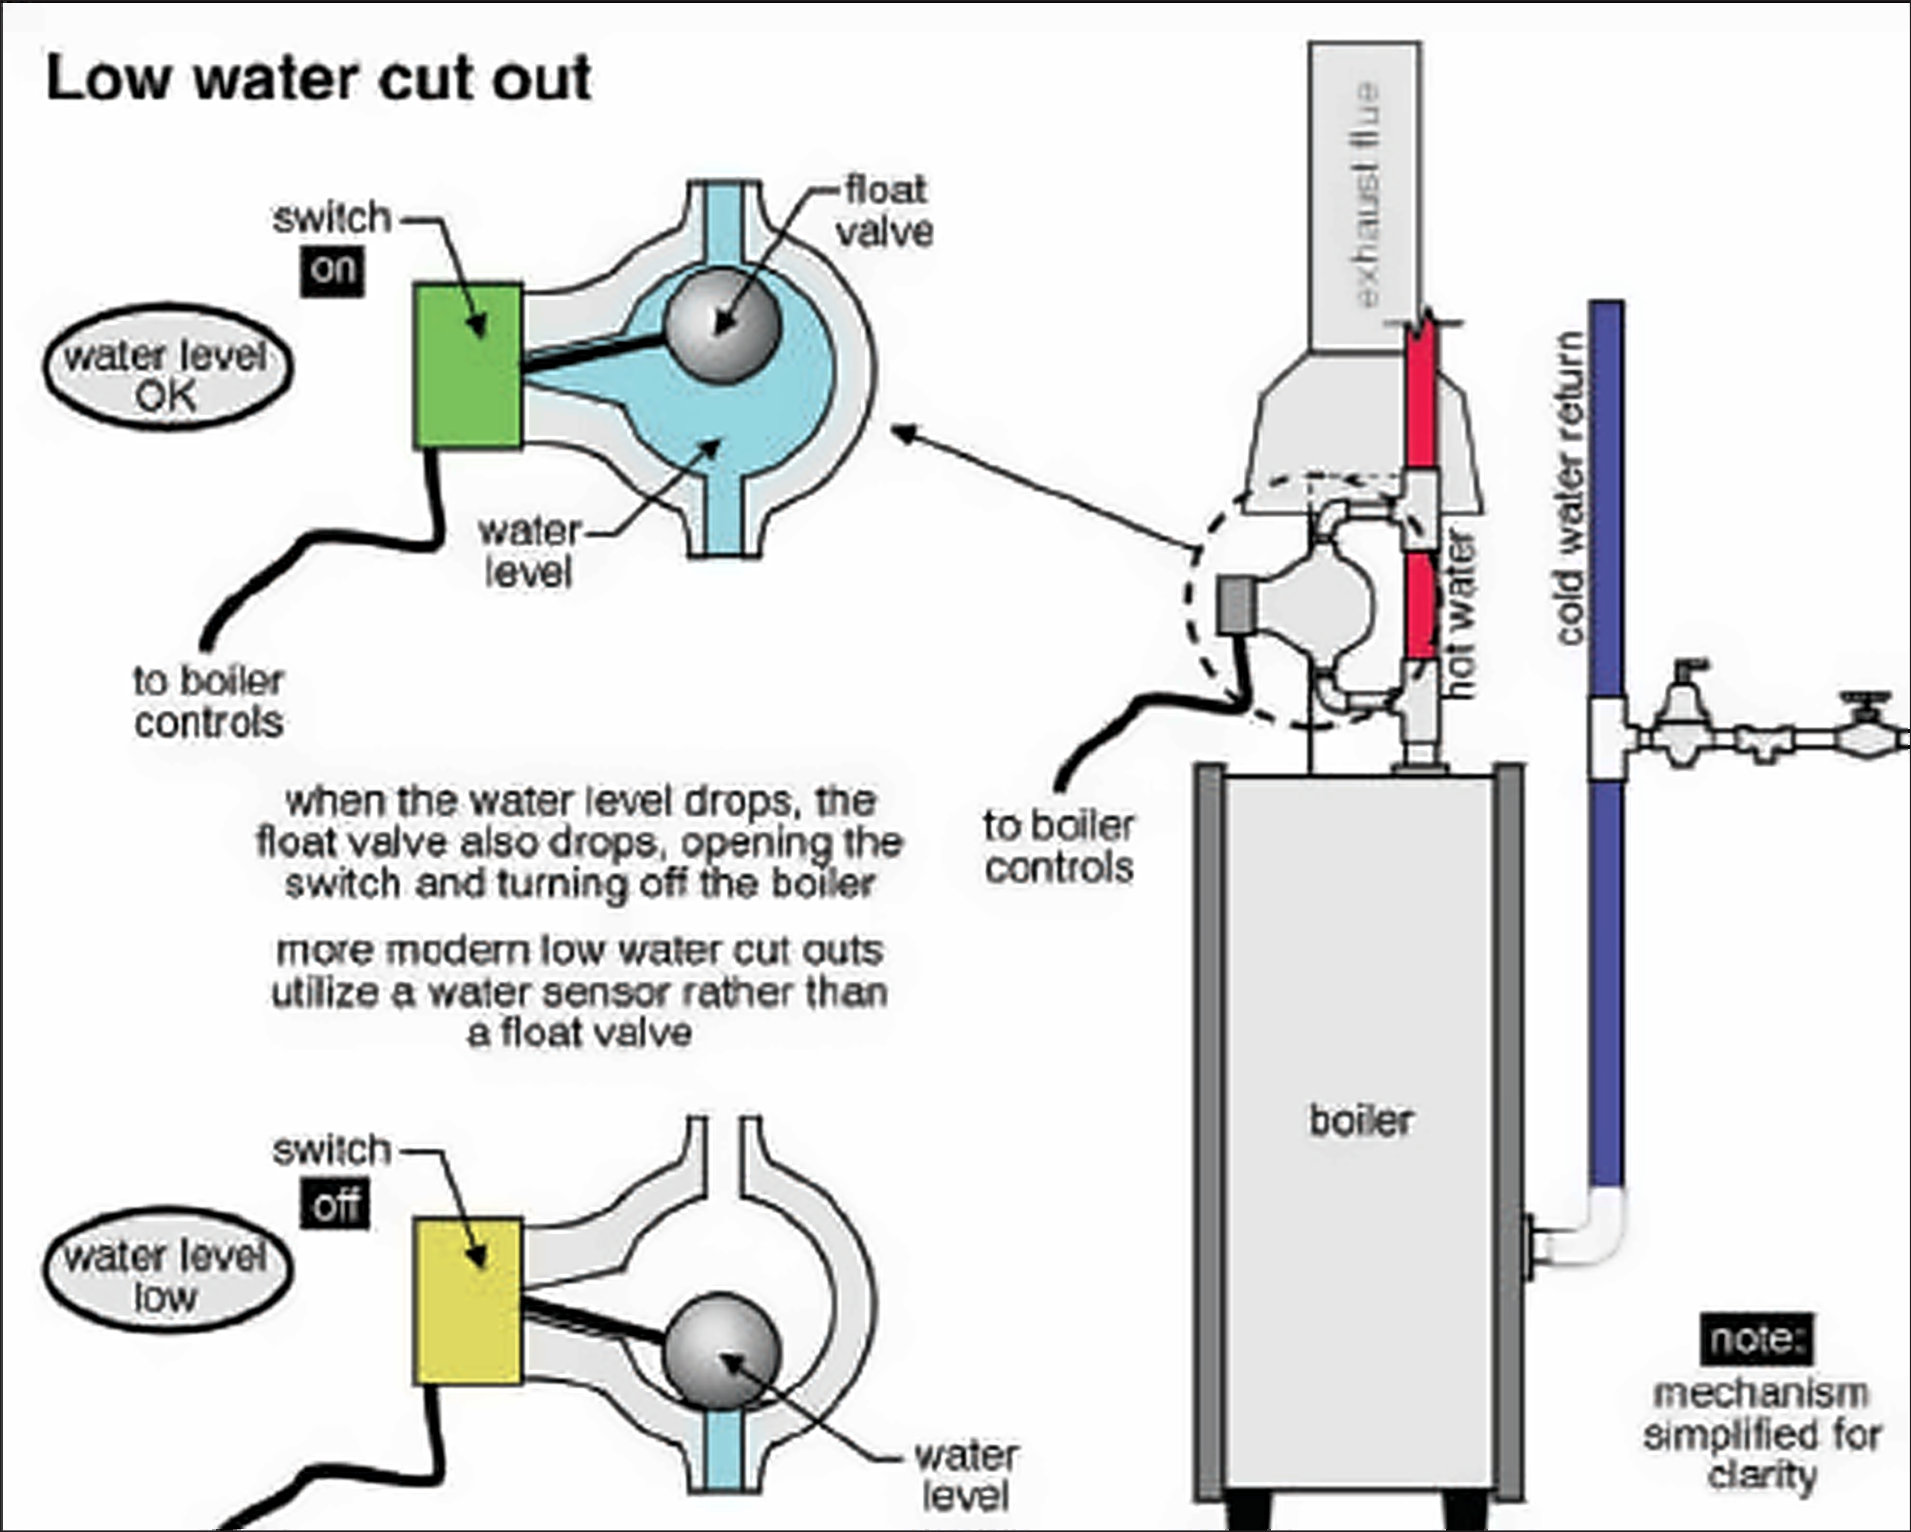 Low water cut out
switch
on
float
valve
water level
OK
water
level
to boiler
controls
when the water level drops, the
float valve also drops, opening the
switch and turning off the boiler
more modern low water cut outs
utilize a water sensor rather than
a float valve
switch
off
water level
low
water
level
exhaust flue
hot water
cold water return
to boiler
controls
boiler
note:
mechanism
simplified for
clarity